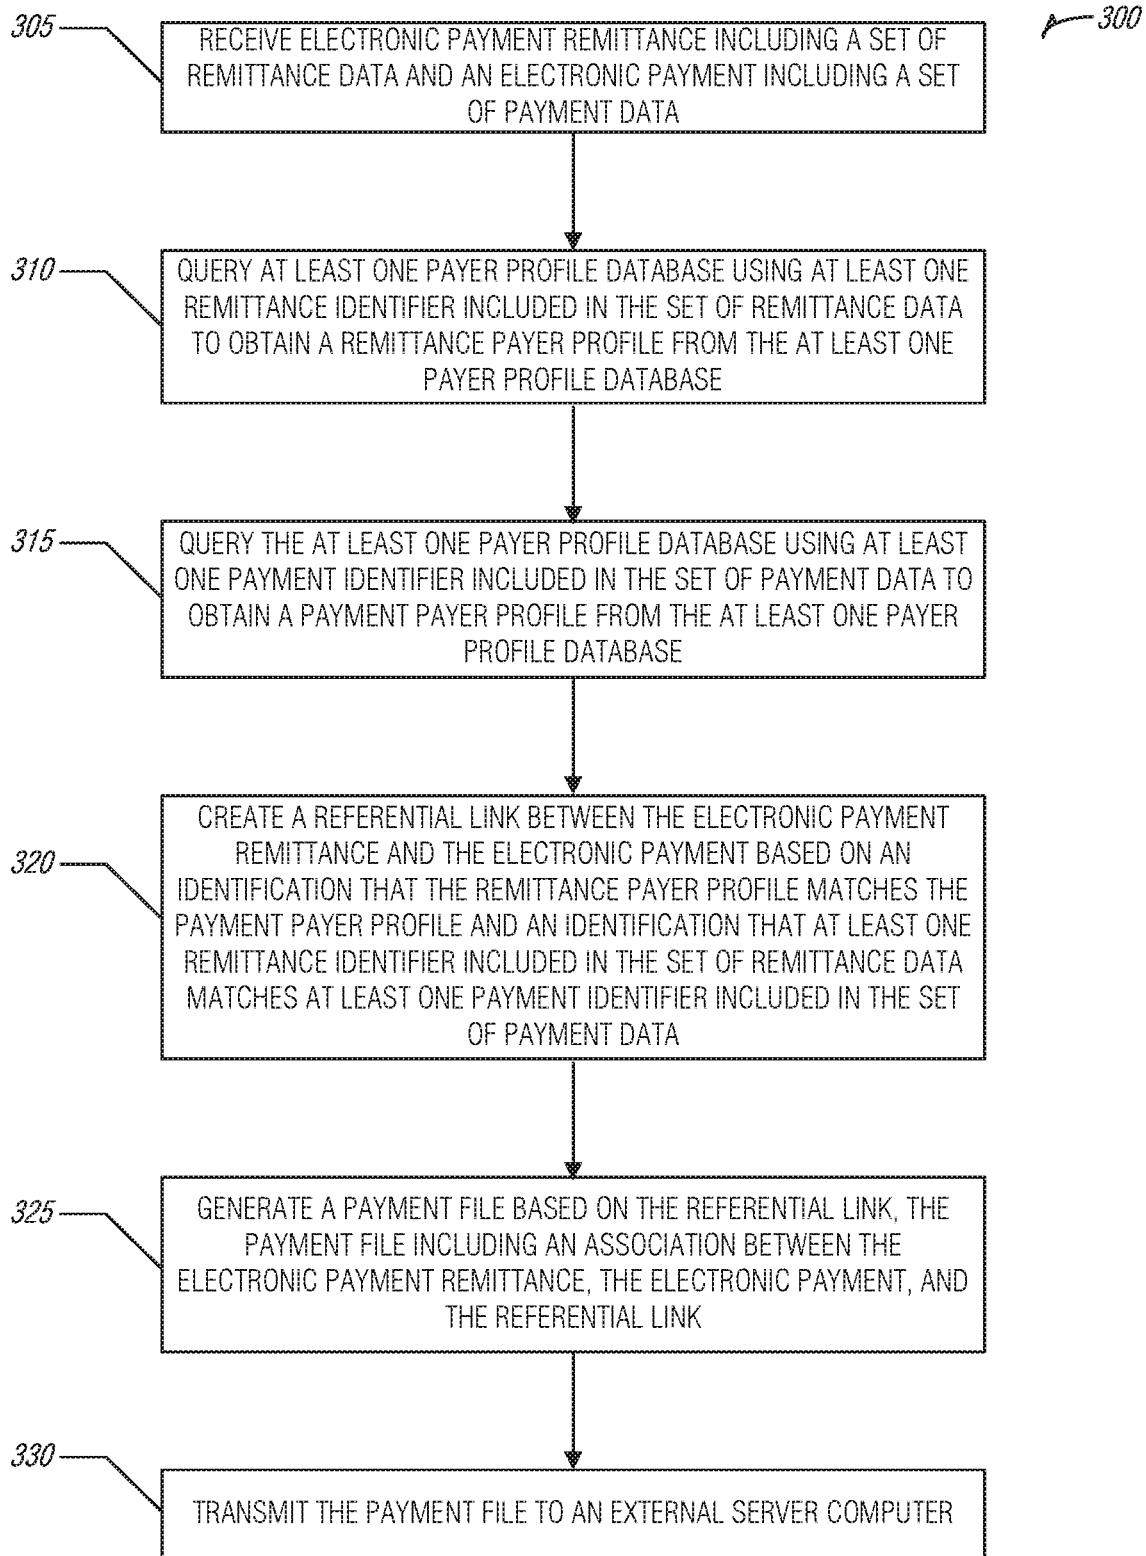 300
305
RECEIVE ELECTRONIC PAYMENT REMITTANCE INCLUDING A SET OF
REMITTANCE DATA AND AN ELECTRONIC PAYMENT INCLUDING A SET
OF PAYMENT DATA
310
QUERY AT LEAST ONE PAYER PROFILE DATABASE USING AT LEAST ONE
REMITTANCE IDENTIFIER INCLUDED IN THE SET OF REMITTANCE DATA
TO OBTAIN A REMITTANCE PAYER PROFILE FROM THE AT LEAST ONE
PAYER PROFILE DATABASE
315
QUERY THE AT LEAST ONE PAYER PROFILE DATABASE USING AT LEAST
ONE PAYMENT IDENTIFIER INCLUDED IN THE SET OF PAYMENT DATA TO
OBTAIN A PAYMENT PAYER PROFILE FROM THE AT LEAST ONE PAYER
PROFILE DATABASE
320
CREATE A REFERENTIAL LINK BETWEEN THE ELECTRONIC PAYMENT
REMITTANCE AND THE ELECTRONIC PAYMENT BASED ON AN
IDENTIFICATION THAT THE REMITTANCE PAYER PROFILE MATCHES THE
PAYMENT PAYER PROFILE AND AN IDENTIFICATION THAT AT LEAST ONE
REMITTANCE IDENTIFIER INCLUDED IN THE SET OF REMITTANCE DATA
MATCHES AT LEAST ONE PAYMENT IDENTIFIER INCLUDED IN THE SET
OF PAYMENT DATA
325
GENERATE A PAYMENT FILE BASED ON THE REFERENTIAL LINK, THE
PAYMENT FILE INCLUDING AN ASSOCIATION BETWEEN THE
ELECTRONIC PAYMENT REMITTANCE, THE ELECTRONIC PAYMENT, AND
THE REFERENTIAL LINK
330
TRANSMIT THE PAYMENT FILE TO AN EXTERNAL SERVER COMPUTER